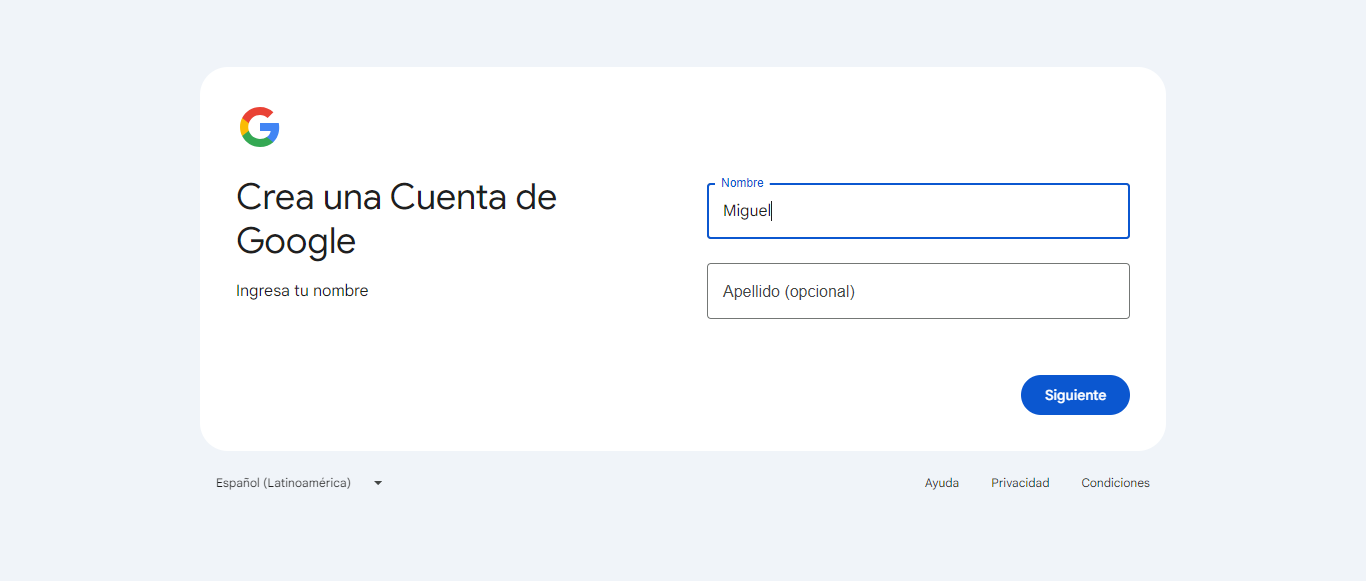 Crea una Cuenta de
Google
Ingresa tu nombre
Nombre
Miguel
Apellido (opcional)
Siguiente
Español (Latinoamérica)
Ayuda
Privacidad
Condiciones